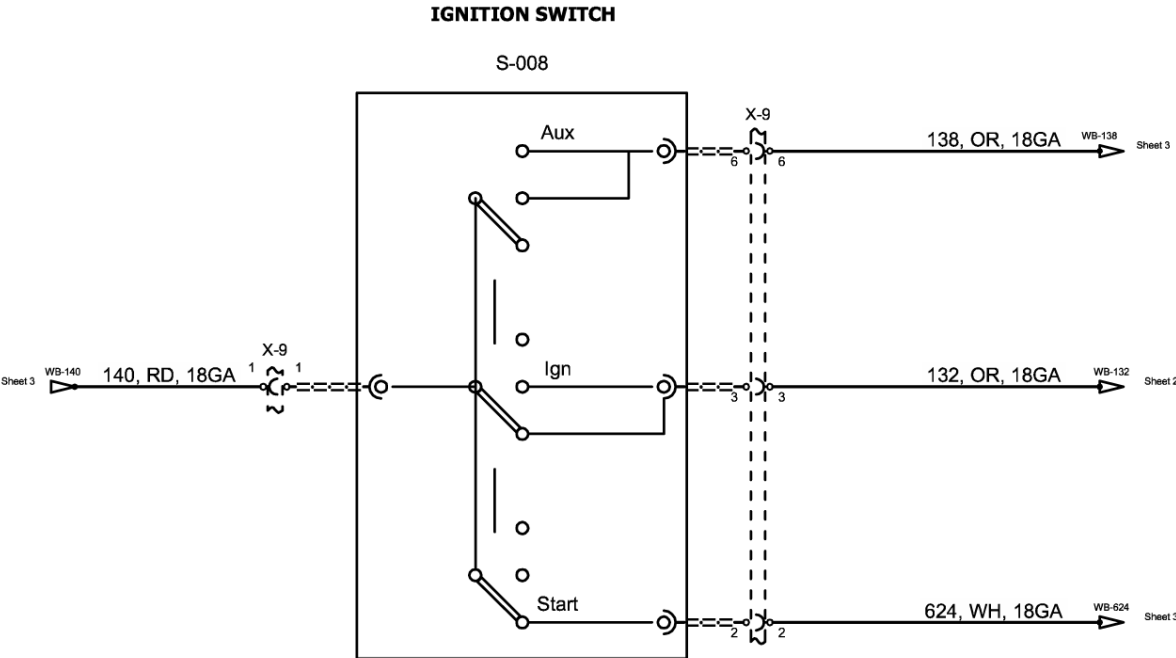 IGNITION SWITCH
S-008
X-9
Aux
138, OR, 18GA
WB-138
Sheet 3
6
6
Sheet 3
WB-140
140, RD, 18GA
1
X-9
1
Ign
132, OR, 18GA
WB-132
Sheet 2
3
3
Start
624, WH, 18GA
WB-624
Sheet 3
2
2